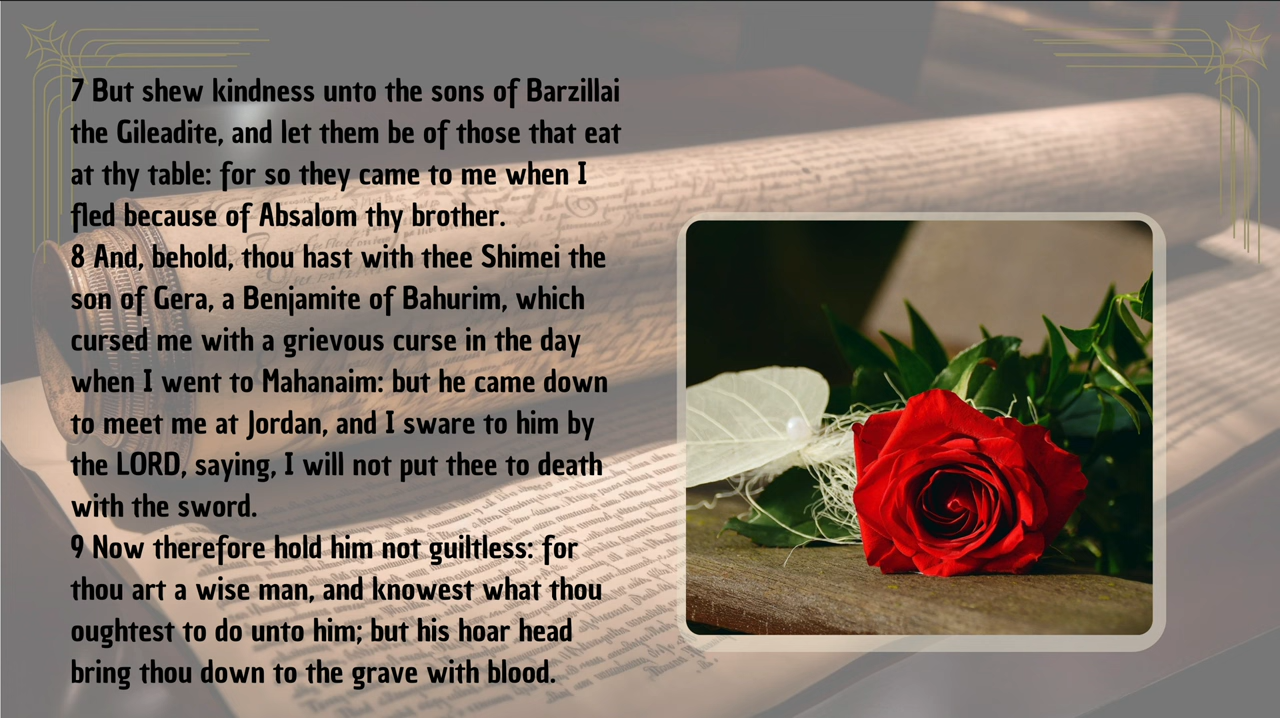 7 But shew kindness unto the sons of Barzillai
the Gileadite, and let them be of those that eat
at thy table: for so they came to me when I
fled because of Absalom thy brother.
8 And, behold, thou hast with thee Shimei the
son of Gera, a Benjamite of Bahurim, which
cursed me with a grievous curse in the day
when I went to Mahanaim: but he came down
to meet me at Jordan, and I sware to him by
the LORD, saying, I will not put thee to death
with the sword.
9 Now therefore hold him not guiltless: for
thou art a wise man, and knowest what thou
oughtest to do unto him; but his hoar head
bring thou down to the grave with blood.